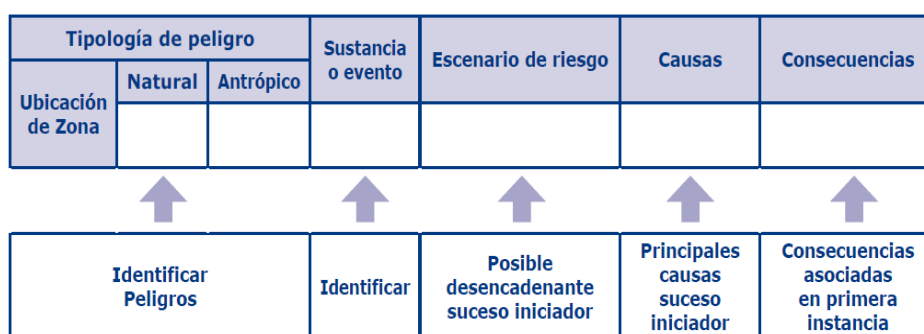 Tipología de peligro
Sustancia
o evento
Escenario de riesgo
Causas
Consecuencias
Ubicación
de Zona
Natural
Antrópico
Identificar
Peligros
Identificar
Posible
desencadenante
suceso iniciador
Principales
causas
suceso
iniciador
Consecuencias
asociadas
en primera
instancia